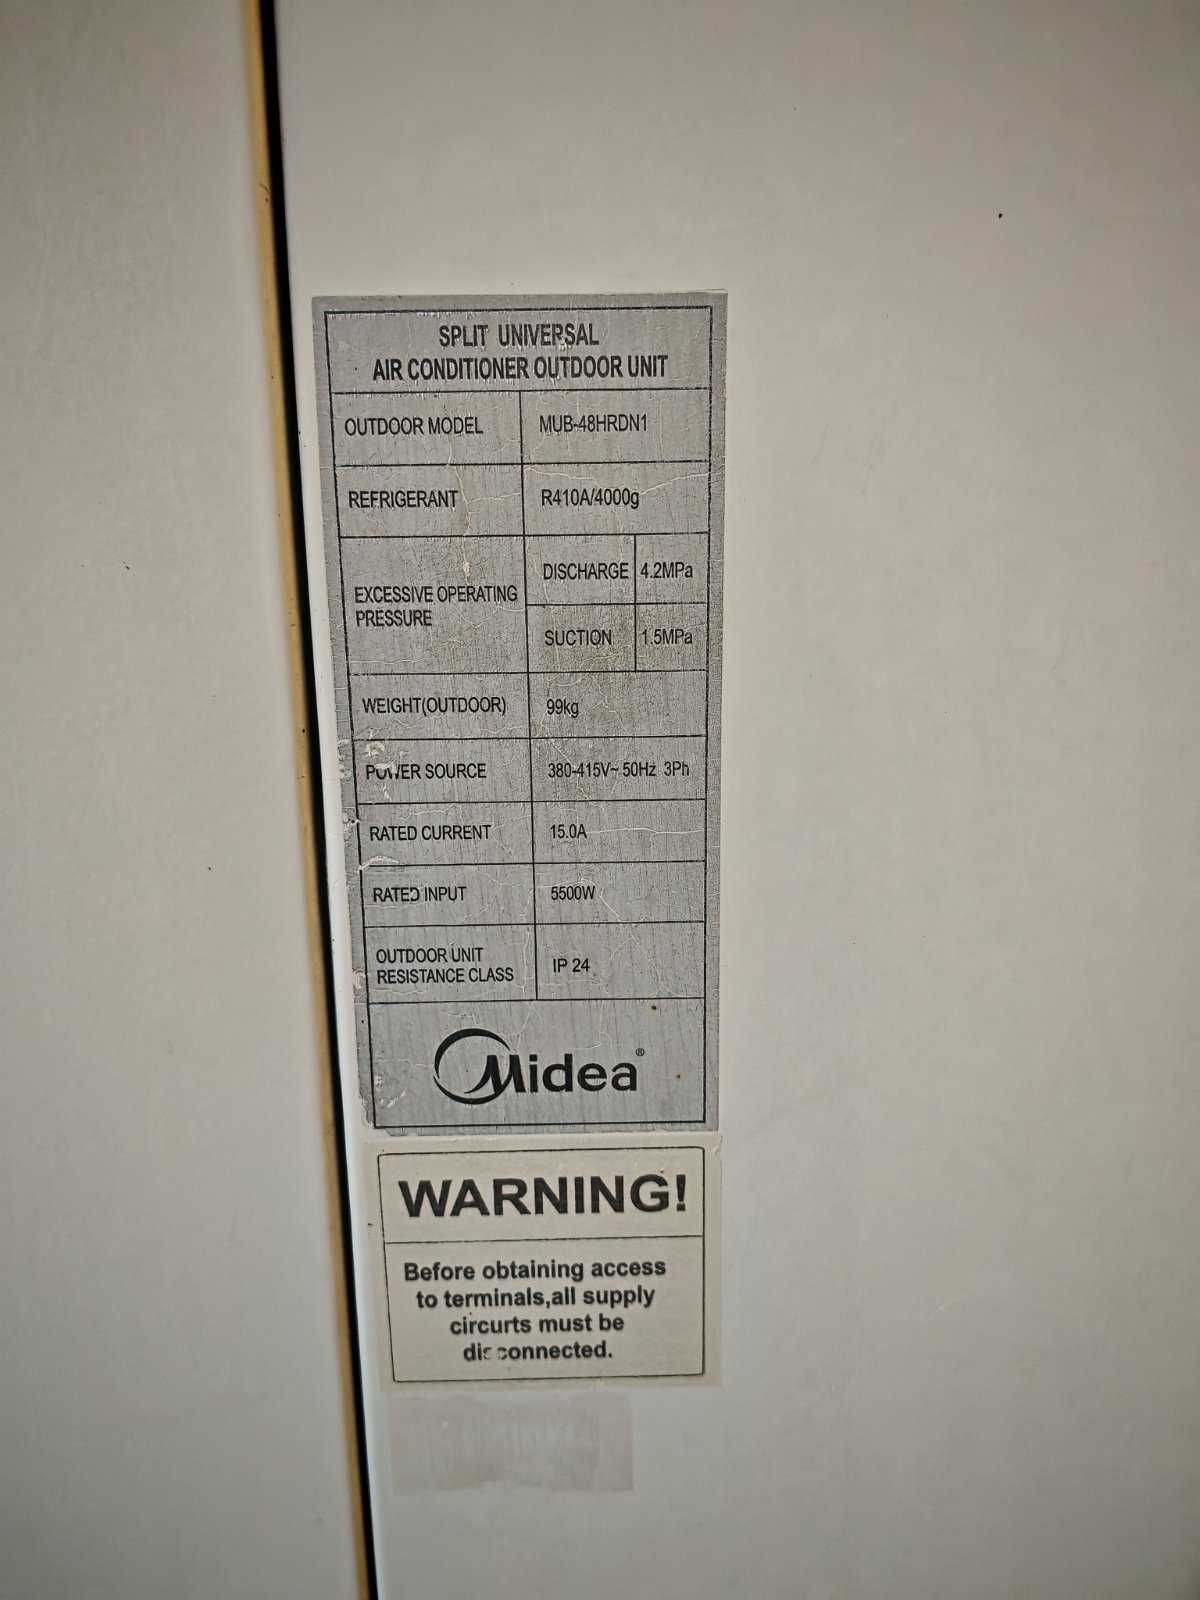 SPLIT UNIVERSAL
AIR CONDITIONER OUTDOOR UNIT
OUTDOOR MODEL MUB-48HRDN1
REFRIGERANT R410A/4000g
EXCESSIVE OPERATING
PRESSURE
DISCHARGE 4.2MPa
SUCTION 1.5MPa
WEIGHT(OUTDOOR) 99kg
POWER SOURCE 380-415V~ 50Hz 3Ph
RATED CURRENT 15.0A
RATED INPUT 5500W
OUTDOOR UNIT
RESISTANCE CLASS
IP 24
Midea®
WARNING!
Before obtaining access
to terminals,all supply
circurts must be
disconnected.